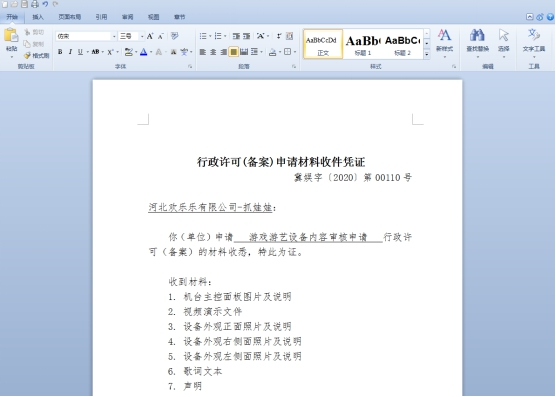 开始 插入 页面布局 引用 审阅 视图 章节
粘贴
剪切
复制
格式刷
仿宋 三号
B I U AB
AaBbCcDd AaBb( AaBbC
正文 标题 1 标题 2
新样式 查找替换 选择 文字工具
剪贴板 字体 段落 样式 编辑 工具
行政许可(备案)申请材料收件凭证
冀娱字〔2020〕第 00110 号
河北欢乐乐有限公司-抓娃娃:
你(单位)申请 游戏游艺设备内容审核申请 行政许
可(备案)的材料收悉，特此为证。
收到材料:
1. 机台主控面板图片及说明
2. 视频演示文件
3. 设备外观正面照片及说明
4. 设备外观右侧面照片及说明
5. 设备外观左侧面照片及说明
6. 歌词文本
7. 声明